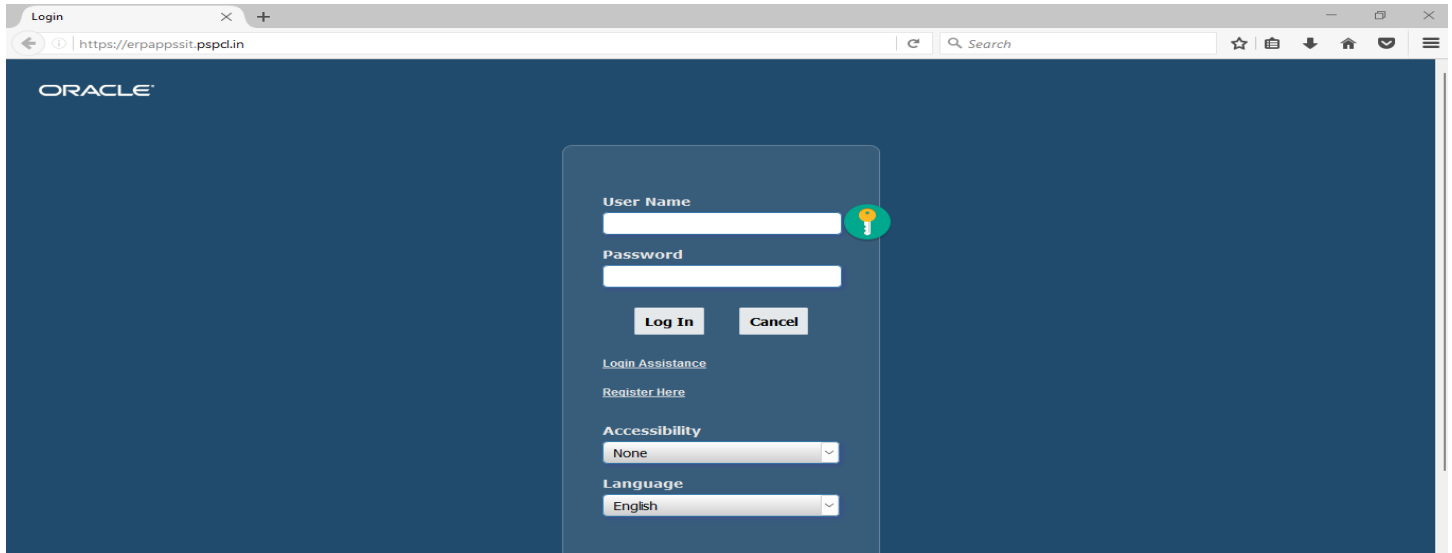 Login
https://erpappssit.pspcl.in
Search
ORACLE
User Name
Password
Log In Cancel
Login Assistance
Register Here
Accessibility
None
Language
English